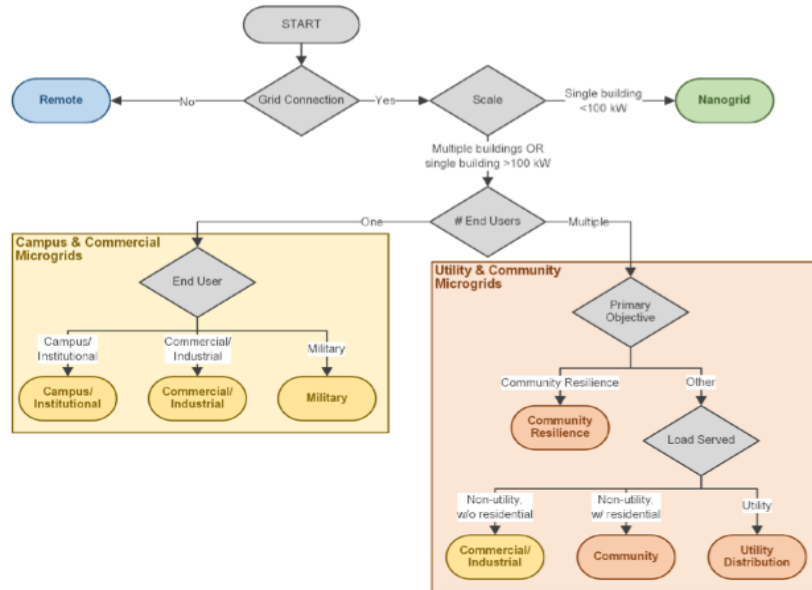 START
Remote
No
Grid Connection
Yes
Scale
Single building
<100 kW
Nanogrid
Multiple buildings OR
single building >100 kW
One
# End Users
Multiple
Campus & Commercial
Microgrids
End User
Campus/
Institutional
Commercial/
Industrial
Military
Campus/
Institutional
Commercial/
Industrial
Military
Utility & Community
Microgrids
Primary
Objective
Community Resilience
Other
Community
Resilience
Load Served
Non-utility,
w/o residential
Non-utility,
w/ residential
Utility
Commercial/
Industrial
Community
Utility
Distribution